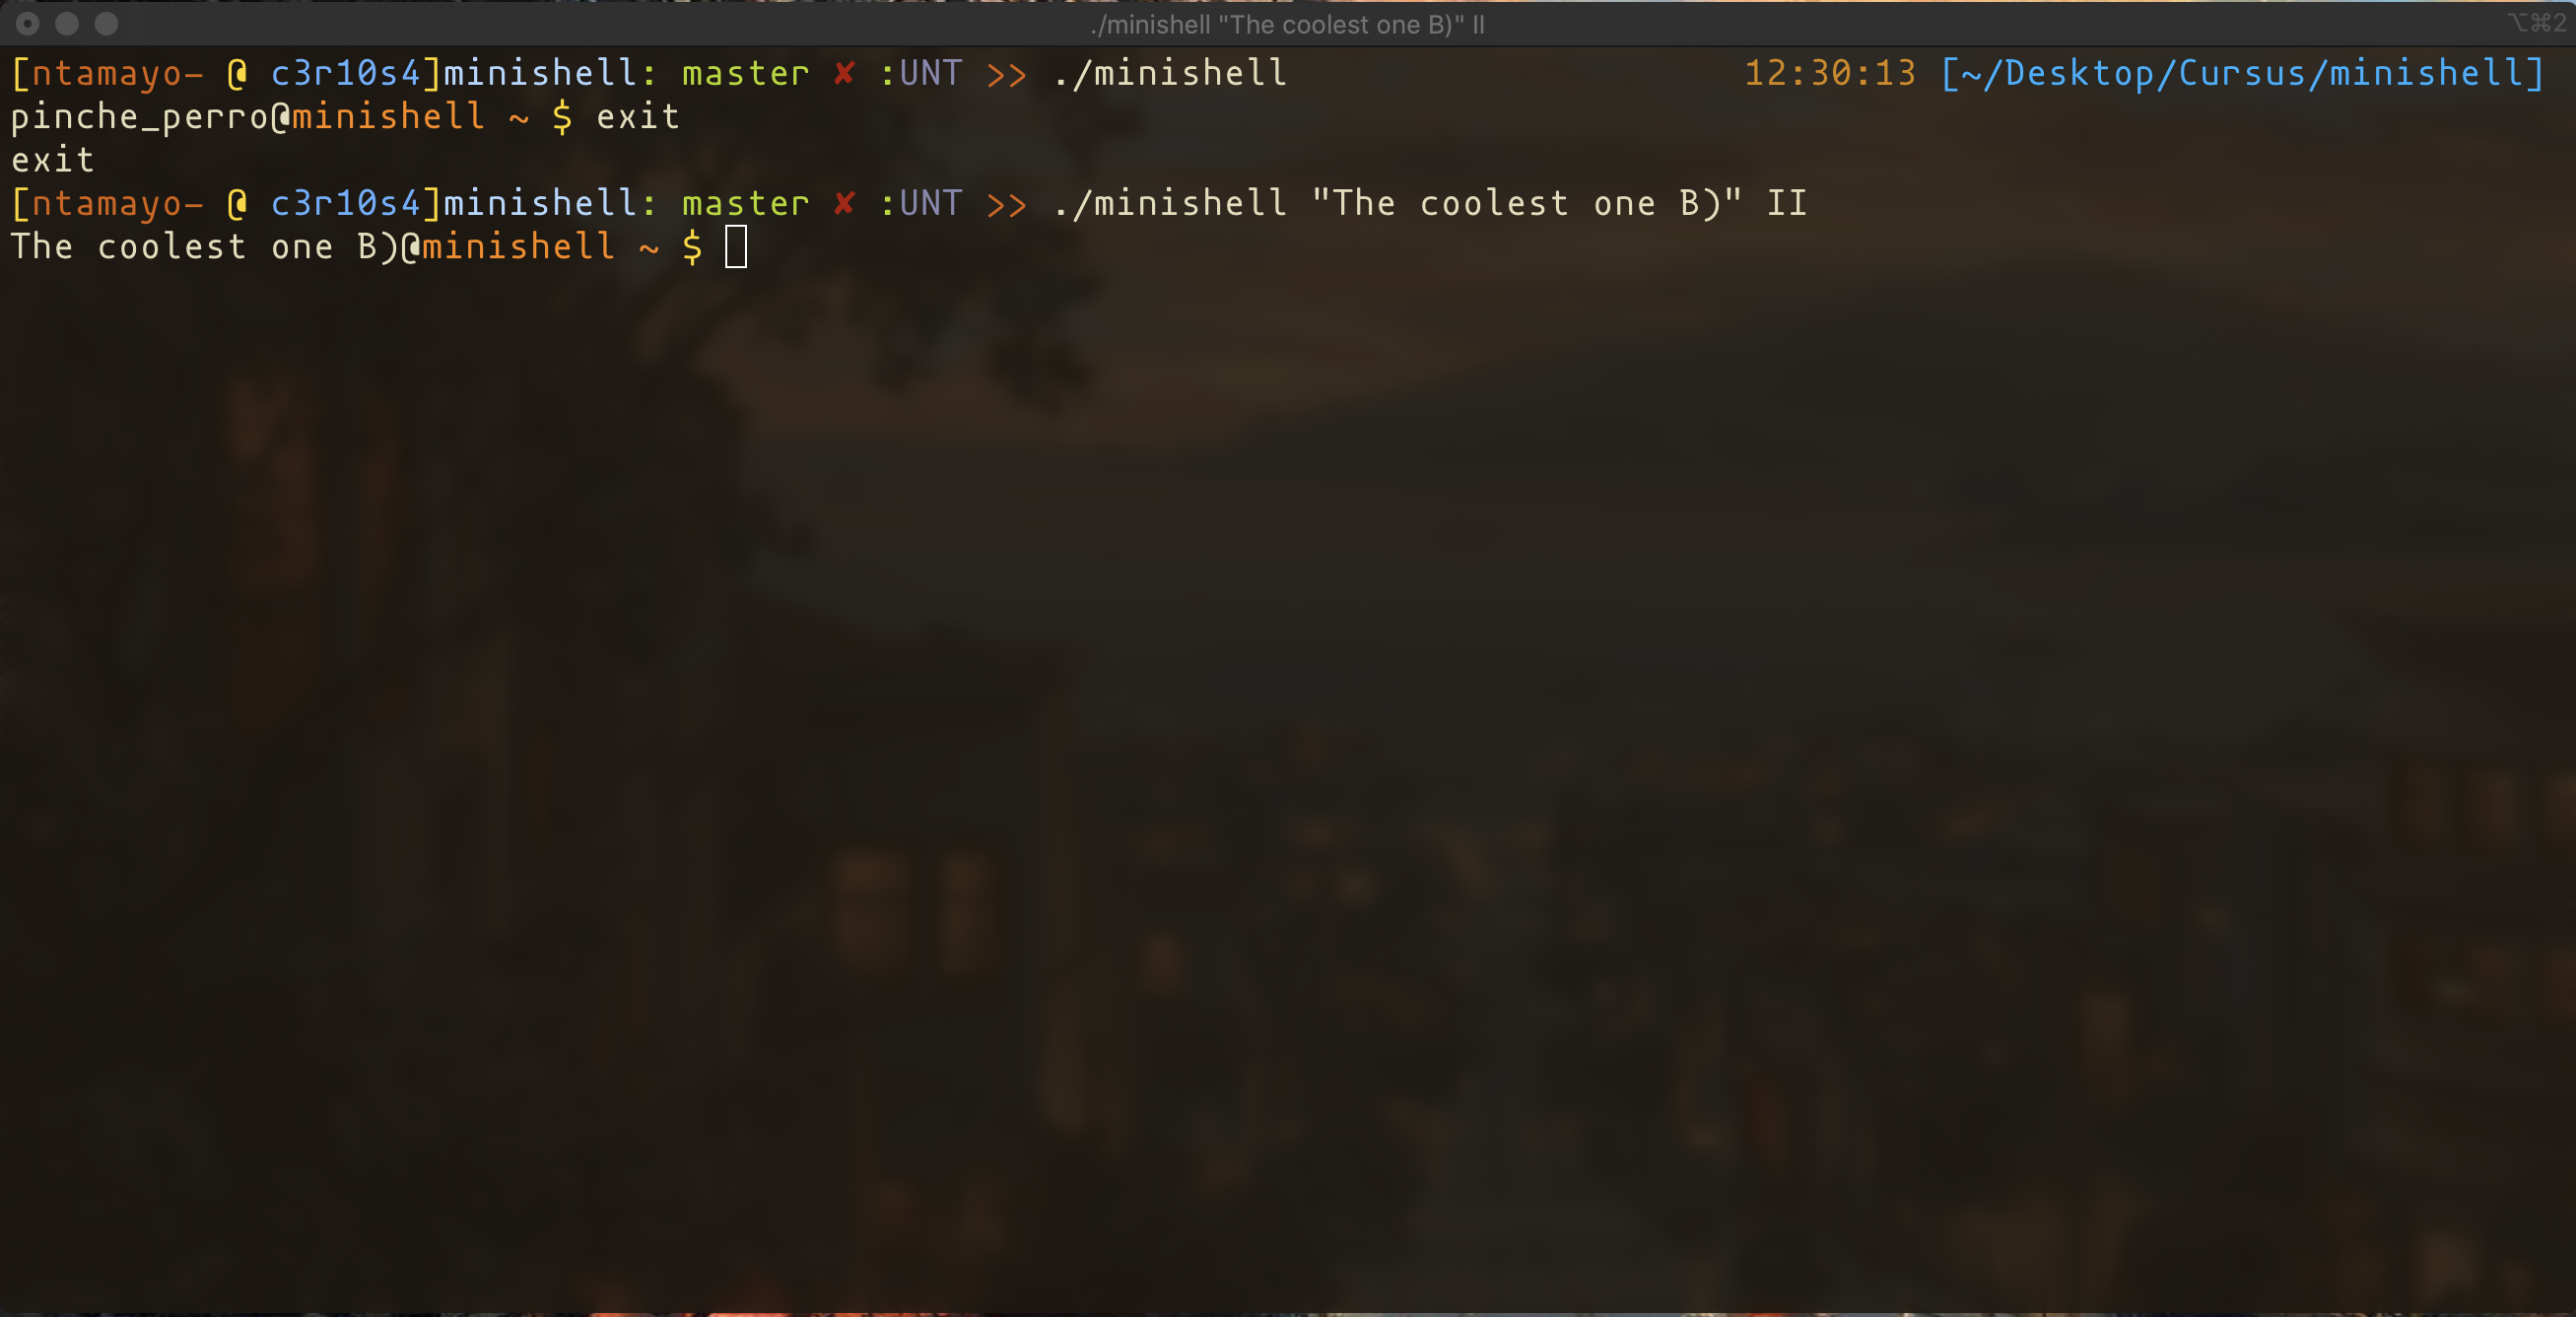 ./minishell "The coolest one B)" II ⌥⌘2
[ntamayo- @ c3r10s4]minishell: master ✘ :UNT >> ./minishell 12:30:13 [~/Desktop/Cursus/minishell]
pinche_perro@minishell ~ $ exit
exit
[ntamayo- @ c3r10s4]minishell: master ✘ :UNT >> ./minishell "The coolest one B)" II
The coolest one B)@minishell ~ $